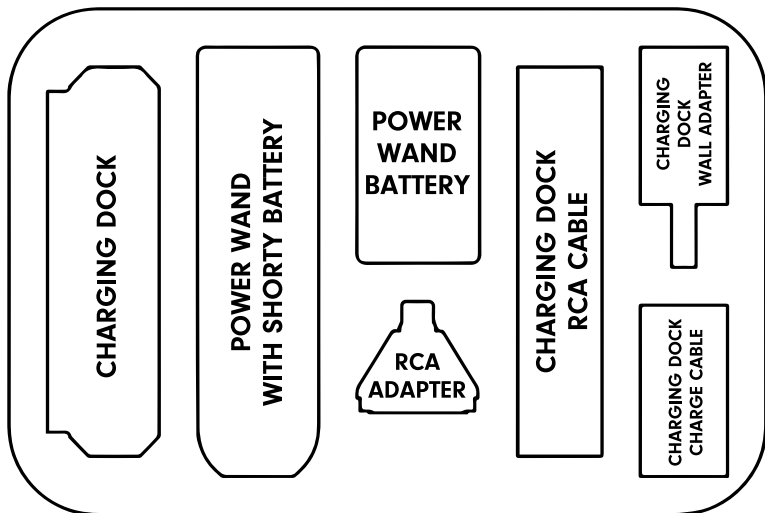 CHARGING DOCK
POWER WAND
WITH SHORTY BATTERY
POWER
WAND
BATTERY
RCA
ADAPTER
CHARGING DOCK
RCA CABLE
CHARGING
DOCK
WALL ADAPTER
CHARGING DOCK
CHARGE CABLE